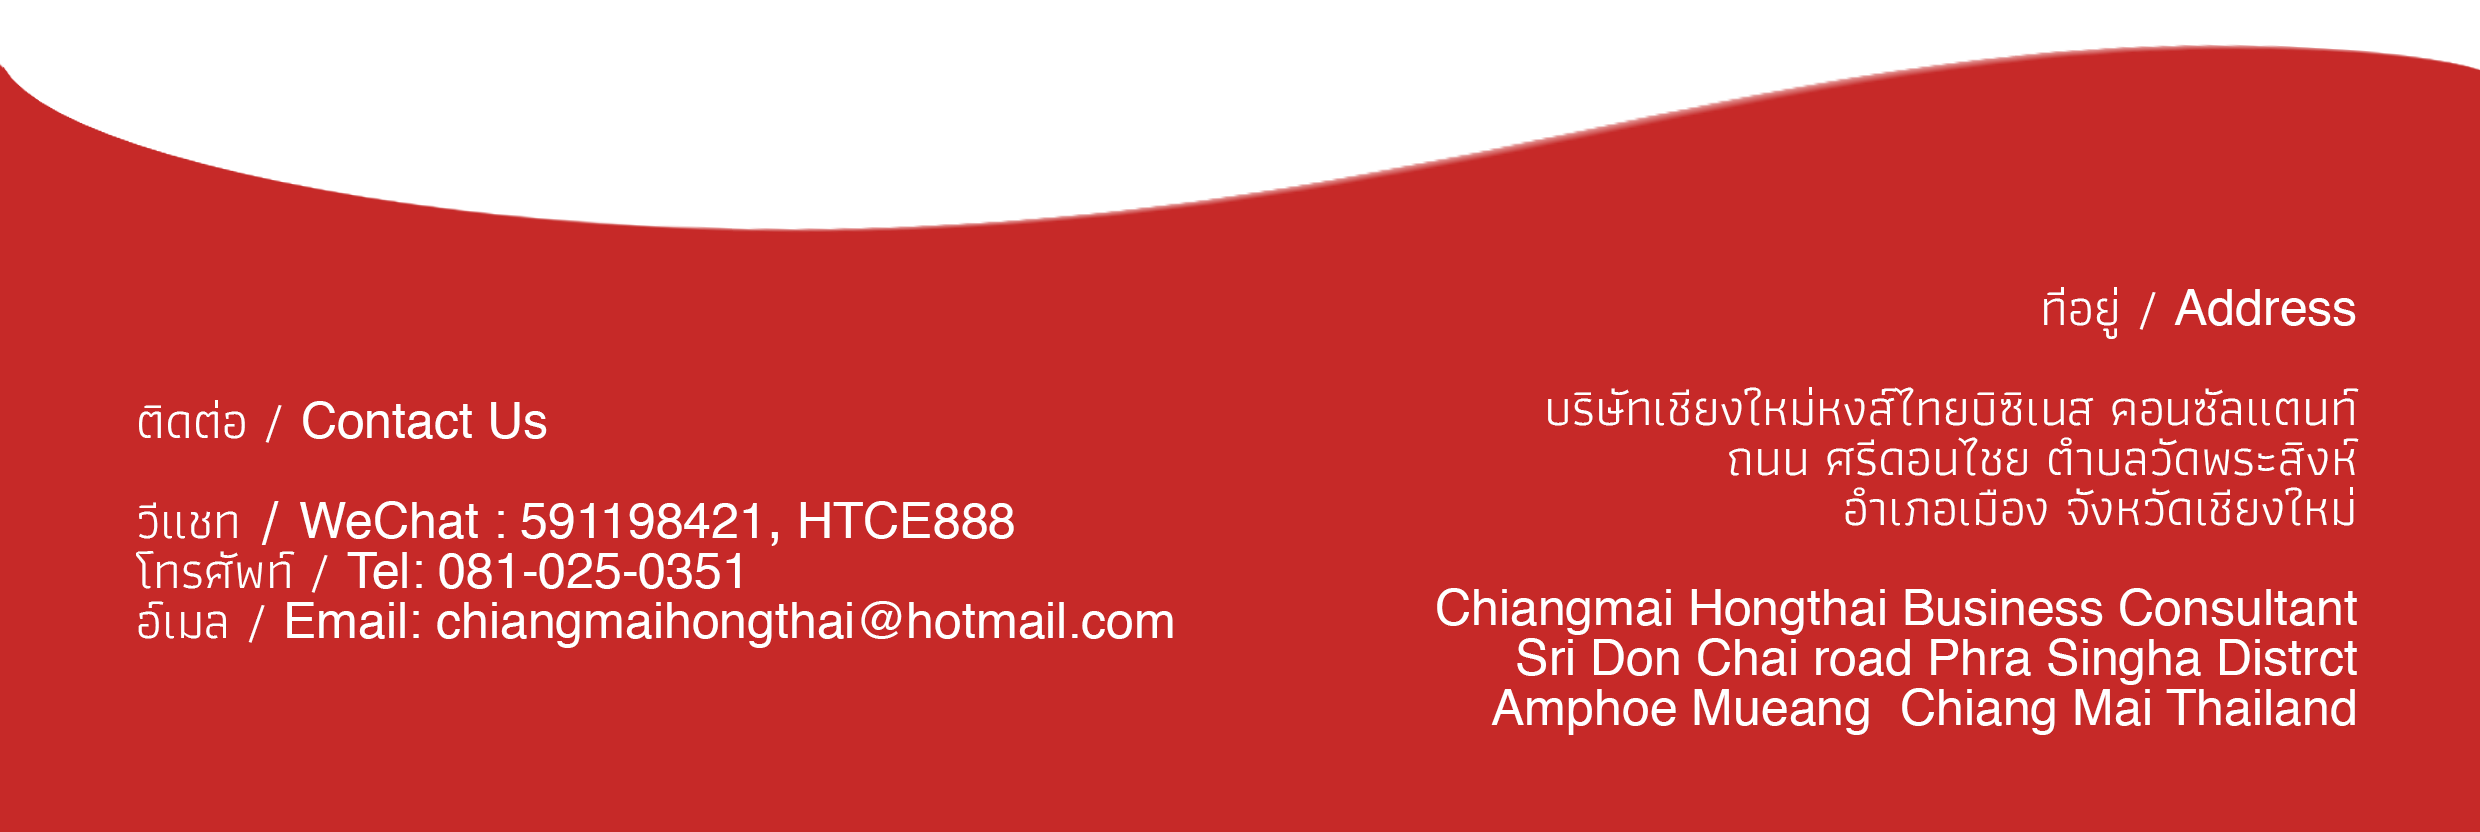 ติดต่อ / Contact Us
วีแชท / WeChat : 591198421, HTCE888
โทรศัพท์ / Tel: 081-025-0351
อีเมล / Email: chiangmaihongthai@hotmail.com
ที่อยู่ / Address
บริษัทเชียงใหม่หงส์ไทยบิซิเนส คอนซัลแตนท์
ถนน ศรีดอนไชย ตำบลวัดพระสิงห์
อำเภอเมือง จังหวัดเชียงใหม่
Chiangmai Hongthai Business Consultant
Sri Don Chai road Phra Singha Distrct
Amphoe Mueang  Chiang Mai Thailand